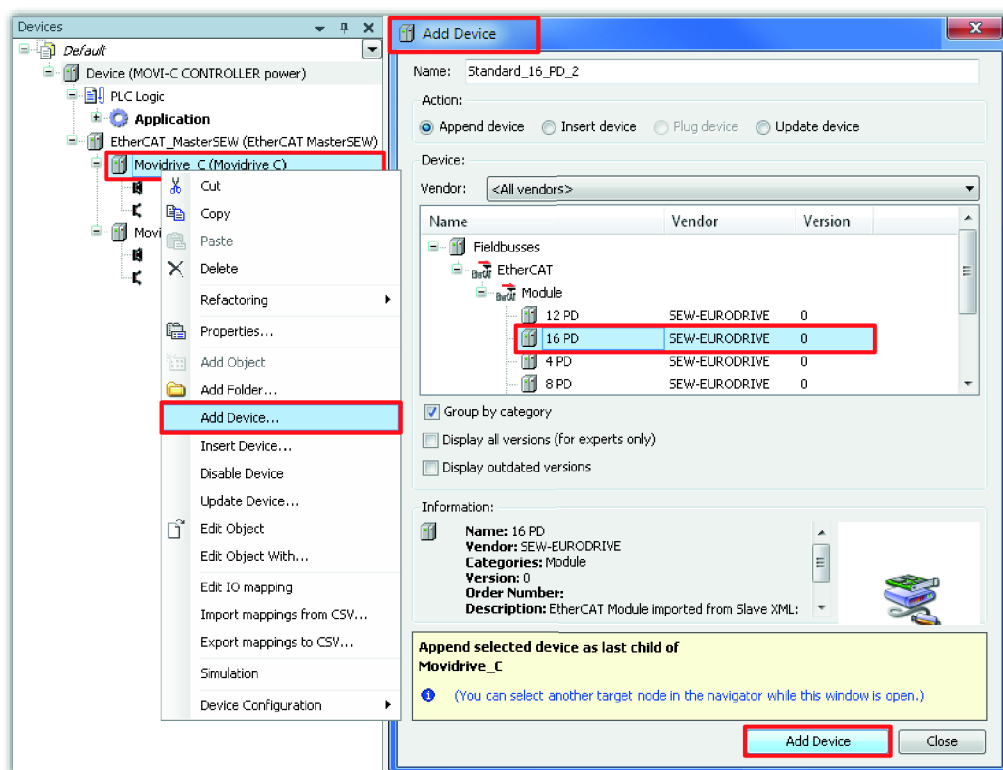 Devices
Default
Device (MOVI-C CONTROLLER power)
PLC Logic
Application
EtherCAT_MasterSEW (EtherCAT MasterSEW)
Movidrive_C (Movidrive C)
Movi
Cut
Copy
Paste
Delete
Refactoring
Properties...
Add Object
Add Folder...
Add Device...
Insert Device...
Disable Device
Update Device...
Edit Object
Edit Object With...
Edit IO mapping
Import mappings from CSV...
Export mappings to CSV...
Simulation
Device Configuration
Add Device
Name: Standard_16_PD_2
Action:
Append device Insert device Plug device Update device
Device:
Vendor: <All vendors>
Name Vendor Version
Fieldbusses
EtherCAT
Module
12 PD SEW-EURODRIVE 0
16 PD SEW-EURODRIVE 0
4 PD SEW-EURODRIVE 0
8 PD SEW-EURODRIVE 0
Group by category
Display all versions (for experts only)
Display outdated versions
Information:
Name: 16 PD
Vendor: SEW-EURODRIVE
Categories: Module
Version: 0
Order Number:
Description: EtherCAT Module imported from Slave XML:
Append selected device as last child of
Movidrive_C
(You can select another target node in the navigator while this window is open.)
Add Device Close